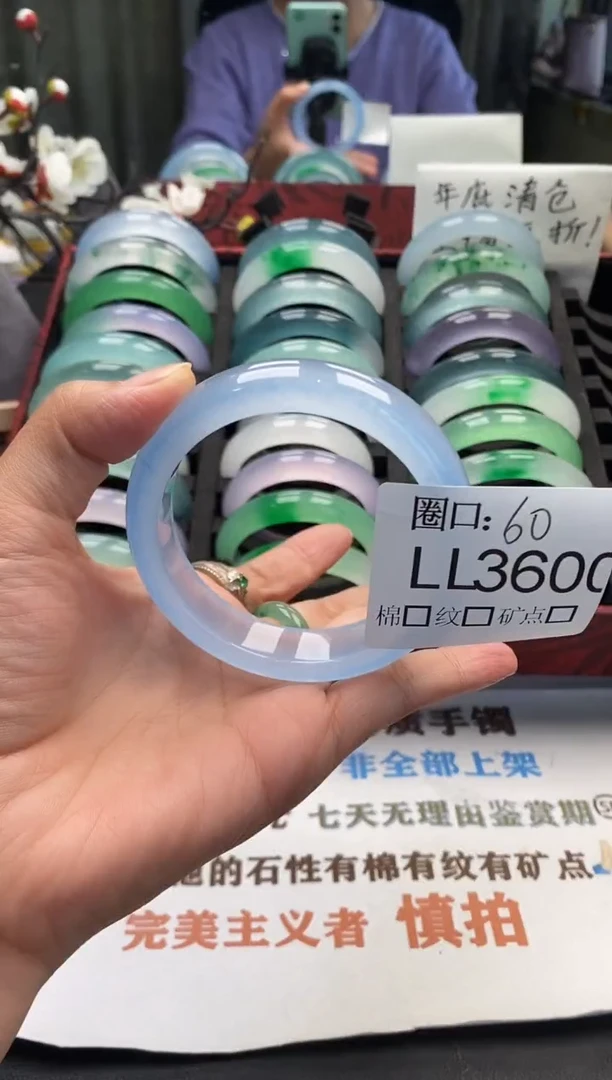 年底清仓
折!
圈口:60
LL3600
棉□纹□矿点□
质手镯
非全部上架
七天无理由鉴赏期
的石性有棉有纹有矿点
完美主义者 慎拍